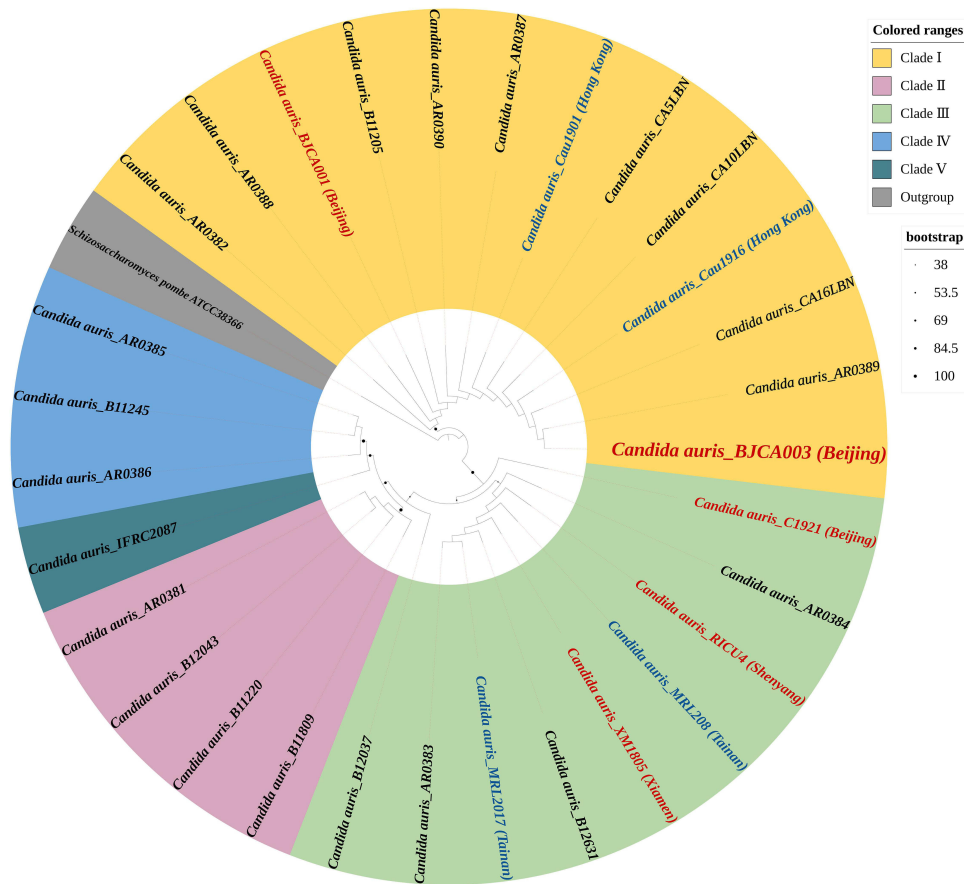 Candida auris_AR0382
Candida auris_AR0388
Candida auris_BJCA001 (Beijing)
Candida auris_B11205
Candida auris_AR0390
Candida auris_AR0387
Candida auris_Cau1901 (Hong Kong)
Candida auris_CA5LBN
Candida auris_CA10LBN
Candida auris_Cau1916 (Hong Kong)
Candida auris_CA16LBN
Candida auris_AR0389
Candida auris_BJCA003 (Beijing)
Candida auris_C1921 (Beijing)
Candida auris_AR0384
Candida auris_RICU4 (Shenyang)
Candida auris_MRL208 (Tainan)
Candida auris_XM1805 (Xiamen)
Candida auris_B12631
Candida auris_MRL2017 (Tainan)
Candida auris_AR0383
Candida auris_B12037
Candida auris_B11809
Candida auris_B11220
Candida auris_B12043
Candida auris_AR0381
Candida auris_IFRC2087
Candida auris_AR0386
Candida auris_B11245
Candida auris_AR0385
Schizosaccharomyces pombe ATCC38366
Colored ranges
Clade Ⅰ
Clade Ⅱ
Clade Ⅲ
Clade Ⅳ
Clade Ⅴ
Outgroup
bootstrap
38
53.5
69
84.5
100